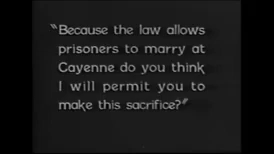 "Because the law allows
prisoners to marry at
Cayenne do you think
I will permit you to
make this sacrifice?"